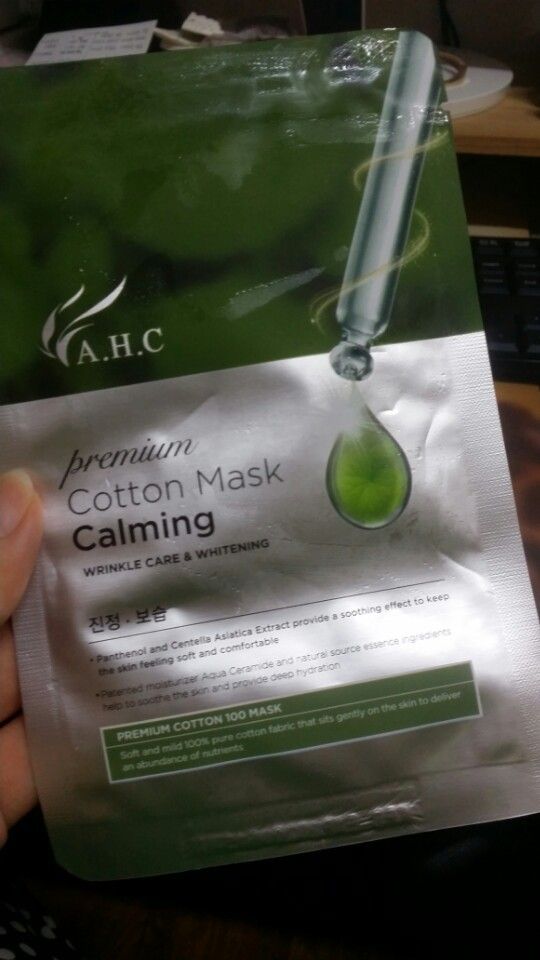 A.H.C
premium
Cotton Mask
Calming
WRINKLE CARE & WHITENING
진정 · 보습
• Panthenol and Centella Asiatica Extract provide a soothing effect to keep
the skin feeling soft and comfortable
• Patented moisturizer Aqua Ceramide and natural source essence ingredients
help to soothe the skin and provide deep hydration
PREMIUM COTTON 100 MASK
Soft and mild 100% pure cotton fabric that sits gently on the skin to deliver
an abundance of nutrients